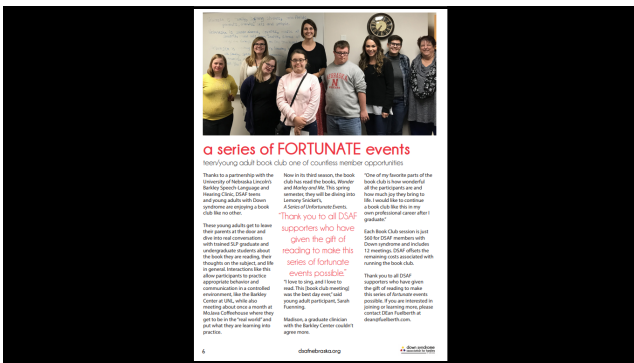 a series of FORTUNATE events
teen/young adult book club one of countless member opportunities
Thanks to a partnership with the
University of Nebraska Lincoln's
Barkley Speech-Language and
Hearing Clinic, DSAF teens
and young adults with Down
syndrome are enjoying a book
club like no other.
These young adults get to leave
their parents at the door and
dive into real conversations
with trained SLP graduate and
undergraduate students about
the book they are reading, their
thoughts on the subject, and life
in general. Interactions like this
allow participants to practice
appropriate behavior and
communication in a controlled
environment, like the Barkley
Center at UNL, while also
meeting about once a month at
MoJava Coffeehouse where they
get to be in the "real world" and
put what they are learning into
practice.
Now in its third season, the book
club has read the books, Wonder
and Marley and Me. This spring
semester, they will be diving into
Lemony Snicket's,
A Series of Unfortunate Events.
"Thank you to all DSAF
supporters who have
given the gift of
reading to make this
series of fortunate
events possible."
"I love to sing, and I love to
read. This [book club meeting]
was the best day ever," said
young adult participant, Sarah
Fuenning.
Madison, a graduate clinician
with the Barkley Center couldn't
agree more.
"One of my favorite parts of the
book club is how wonderful
all the participants are and
how much joy they bring to
life. I would like to continue
a book club like this in my
own professional career after I
graduate."
Each Book Club session is just
$60 for DSAF members with
Down syndrome and includes
12 meetings. DSAF offsets the
remaining costs associated with
running the book club.
Thank you to all DSAF
supporters who have given
the gift of reading to make
this series of fortunate events
possible. If you are interested in
joining or learning more, please
contact DEan Fuelberth at
dean@fuelberth.com.
6
dsafnebraska.org
down syndrome
association for families